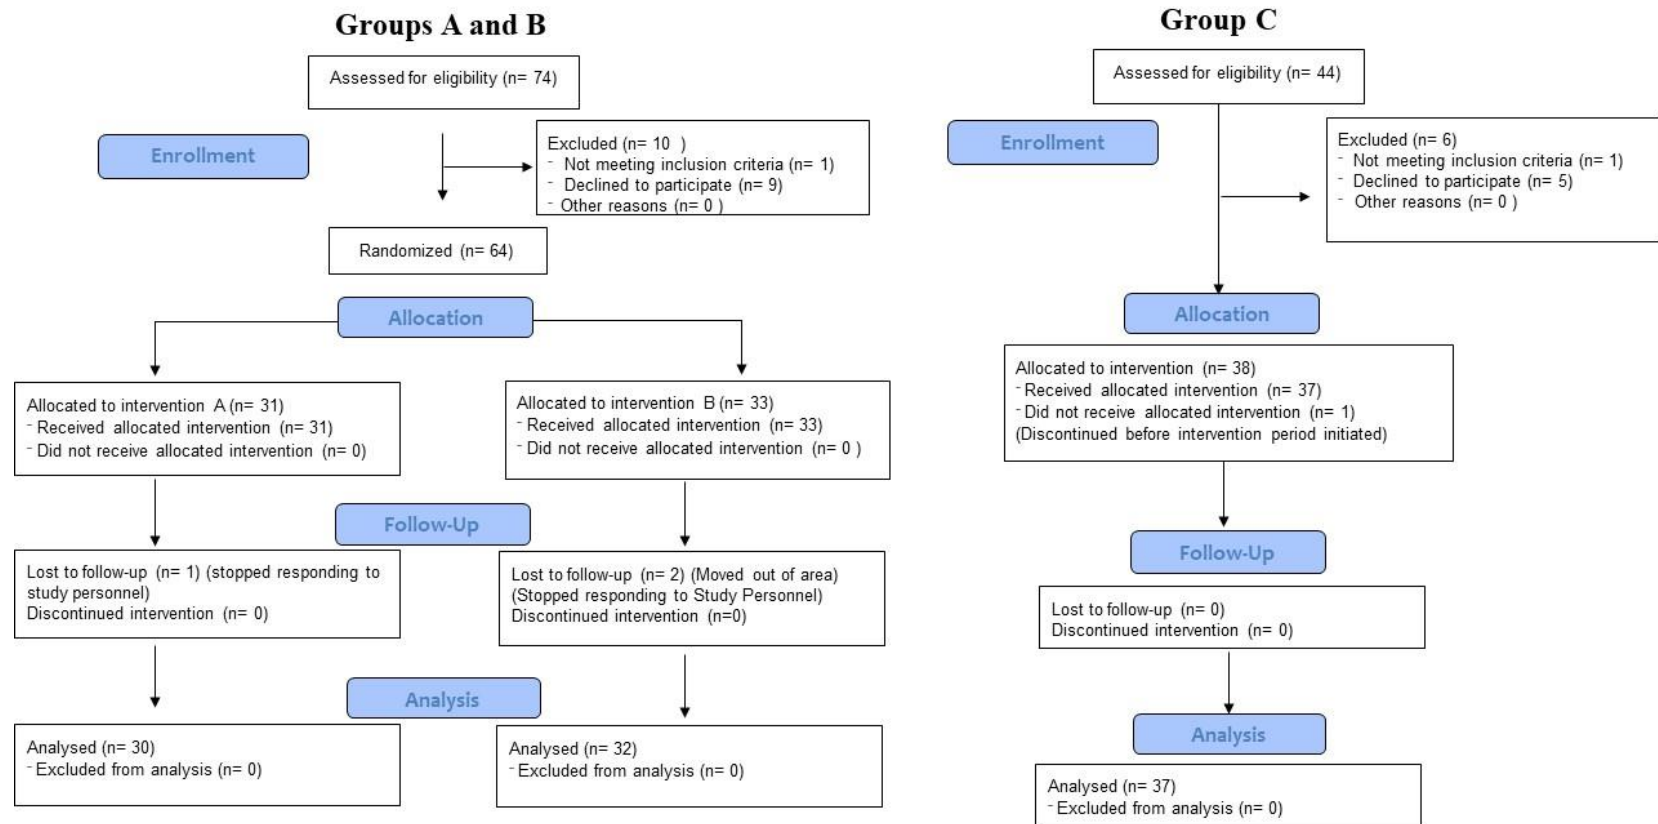 Groups A and B
Assessed for eligibility (n= 74)
Enrollment
Excluded (n= 10 )
- Not meeting inclusion criteria (n= 1)
- Declined to participate (n= 9)
- Other reasons (n= 0 )
Randomized (n= 64)
Allocation
Allocated to intervention A (n= 31)
- Received allocated intervention (n= 31)
- Did not receive allocated intervention (n= 0)
Allocated to intervention B (n= 33)
- Received allocated intervention (n= 33)
- Did not receive allocated intervention (n= 0 )
Follow-Up
Lost to follow-up (n= 1) (stopped responding to
study personnel)
Discontinued intervention (n= 0)
Lost to follow-up (n= 2) (Moved out of area)
(Stopped responding to Study Personnel)
Discontinued intervention (n=0)
Analysis
Analysed (n= 30)
- Excluded from analysis (n= 0)
Analysed (n= 32)
- Excluded from analysis (n= 0)
Group C
Assessed for eligibility (n= 44)
Enrollment
Excluded (n= 6)
- Not meeting inclusion criteria (n= 1)
- Declined to participate (n= 5)
- Other reasons (n= 0 )
Allocation
Allocated to intervention (n= 38)
- Received allocated intervention (n= 37)
- Did not receive allocated intervention (n= 1)
(Discontinued before intervention period initiated)
Follow-Up
Lost to follow-up (n= 0)
Discontinued intervention (n= 0)
Analysis
Analysed (n= 37)
- Excluded from analysis (n= 0)